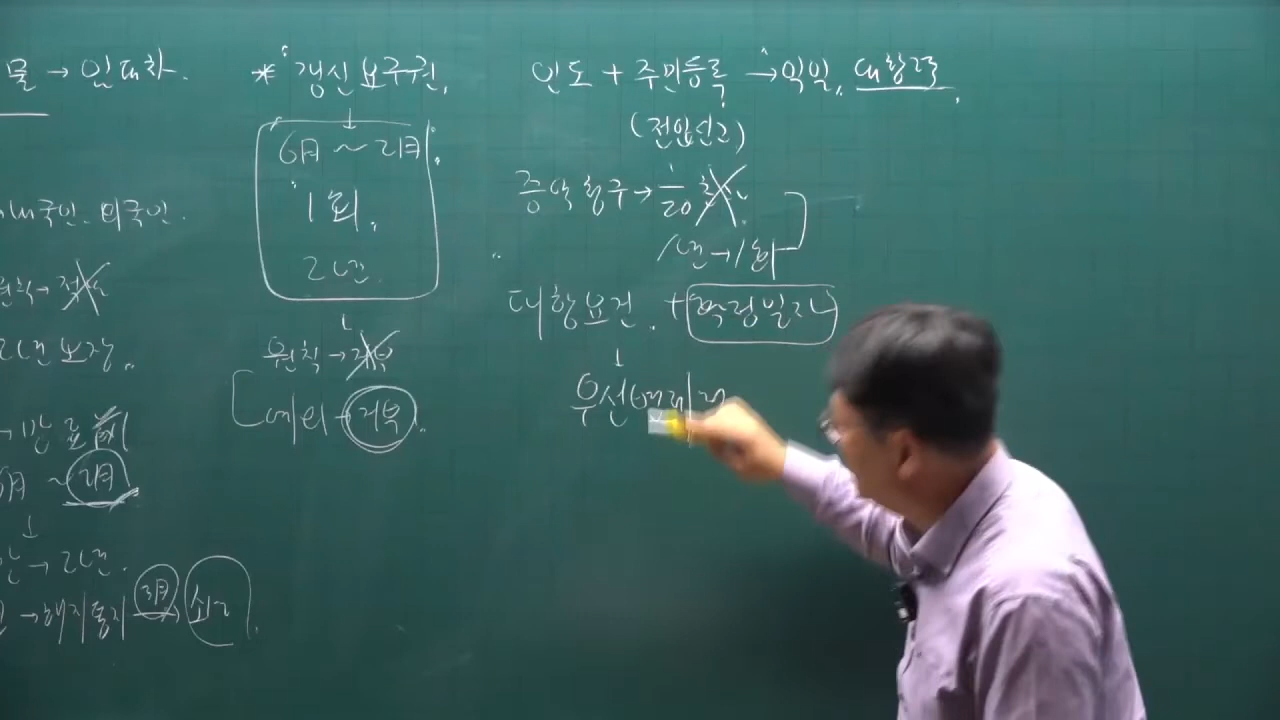 물 → 임대차.
내국인. 외국인.
원칙 →
2년 보장.
6月 ~ 2月
→ 2년.
→ 해지통지 3月 → 소멸
* 갱신요구권.
↓
6月 ~ 2月.
1회.
2년
↓
원칙 → 거부
예외 → 거부.
인도 + 주민등록 → 익일. 대항력.
(전입신고)
증액청구 → 1/20 초.
1년 → 1회
대항요건. + 확정일자
↓
우선변제